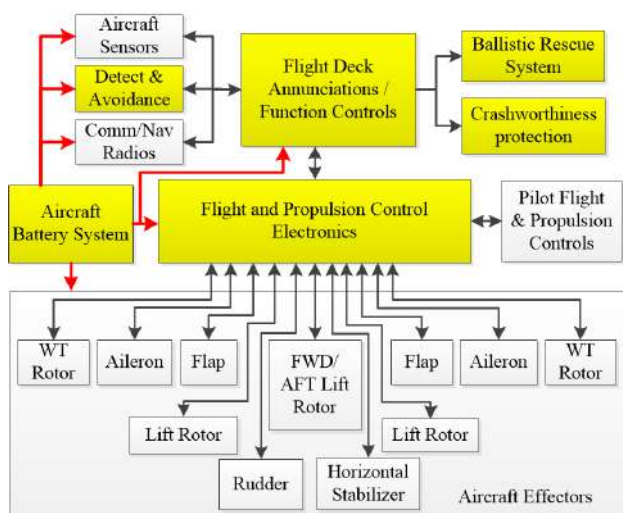 Aircraft
Sensors
Detect &
Avoidance
Comm/Nav
Radios
Flight Deck
Annunciations /
Function Controls
Ballistic Rescue
System
Crashworthiness
protection
Aircraft
Battery System
Flight and Propulsion Control
Electronics
Pilot Flight
& Propulsion
Controls
WT
Rotor
Aileron
Flap
FWD/
AFT Lift
Rotor
Flap
Aileron
WT
Rotor
Lift Rotor
Lift Rotor
Rudder
Horizontal
Stabilizer
Aircraft Effectors